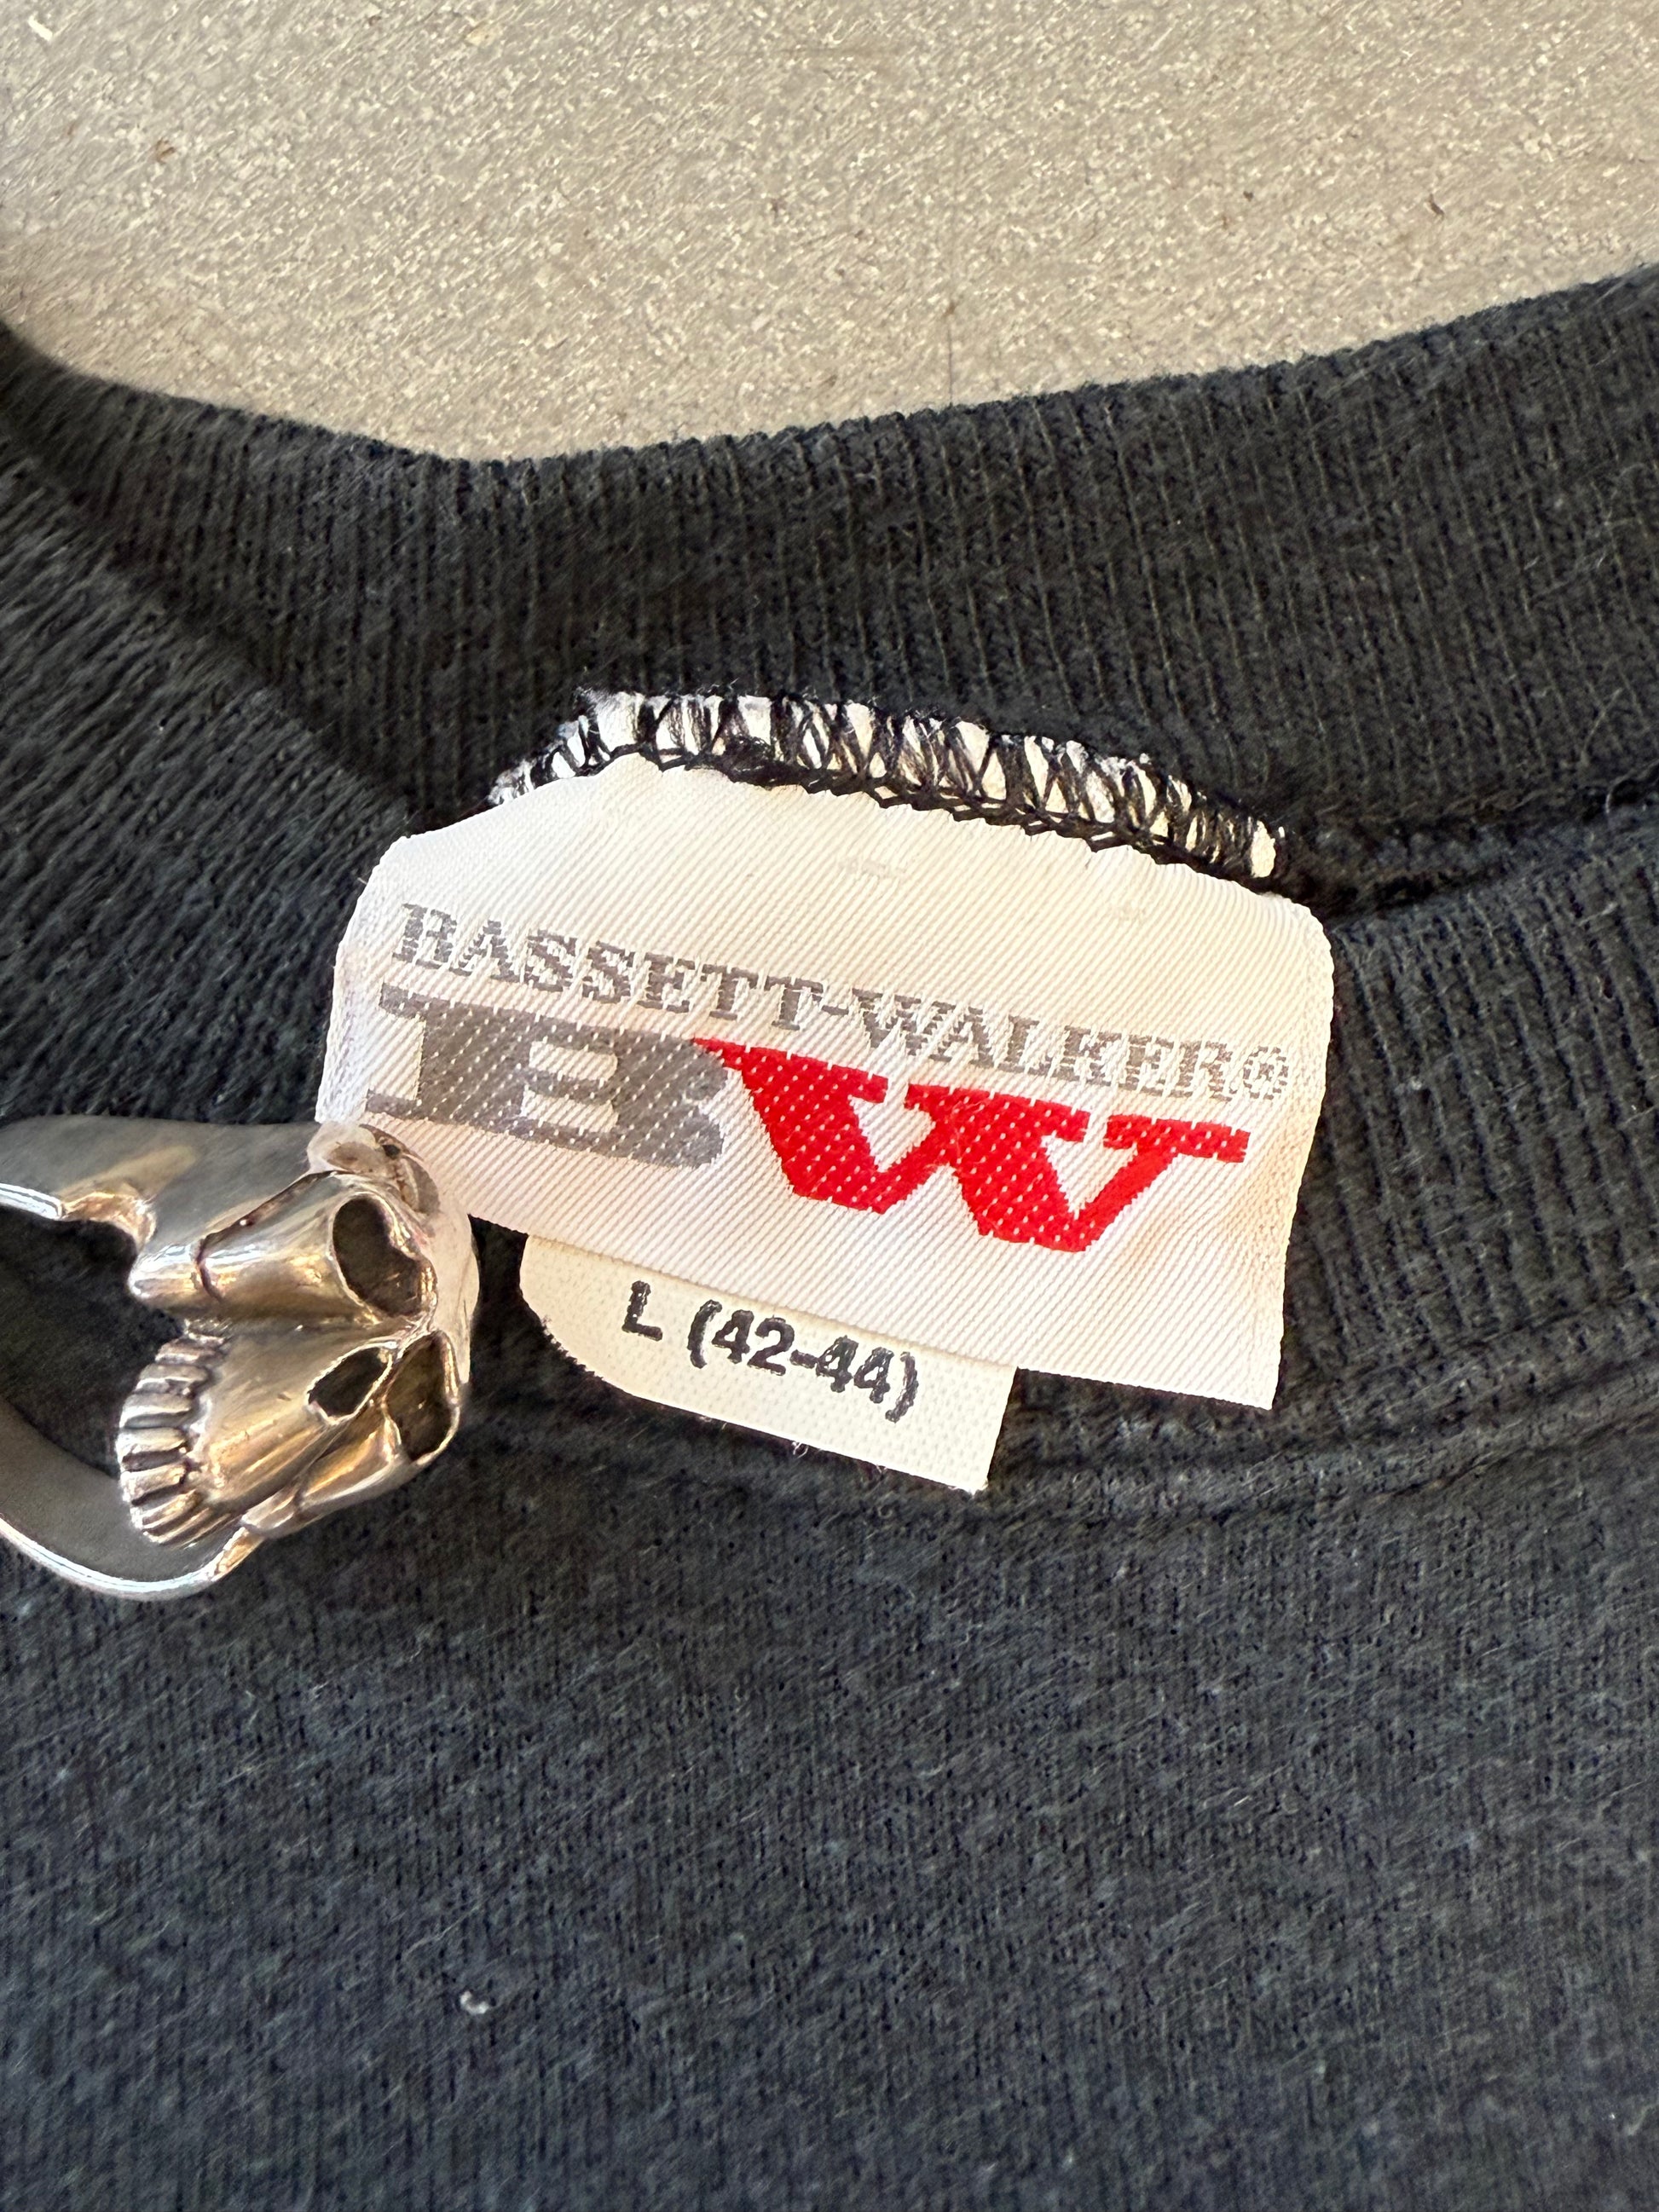 BASSETT-WALKER®
BW
L (42-44)